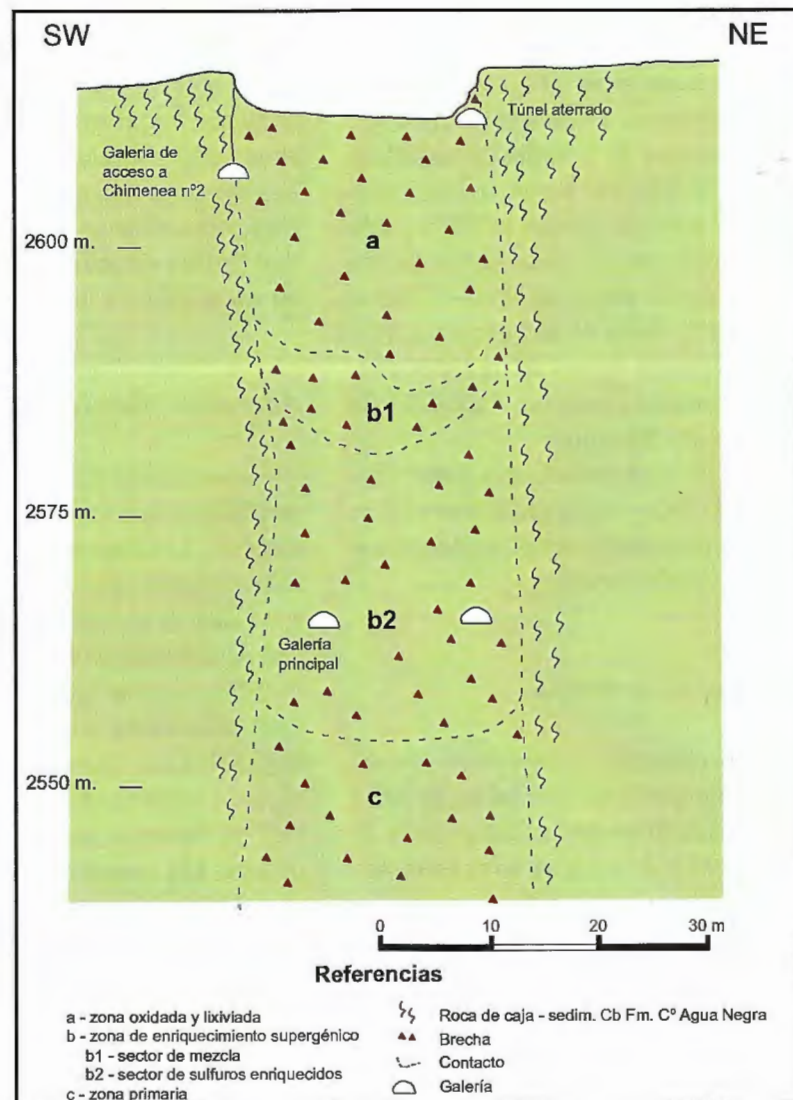 SW
NE
Túnel aterrado
Galeria de
acceso a
Chimenea nº2
2600 m.
a
b1
2575 m.
b2
Galería
principal
2550 m.
c
0 10 20 30 m
Referencias
a - zona oxidada y lixiviada
b - zona de enriquecimiento supergénico
b1 - sector de mezcla
b2 - sector de sulfuros enriquecidos
c - zona primaria
Roca de caja - sedim. Cb Fm. Cº Agua Negra
Brecha
Contacto
Galería